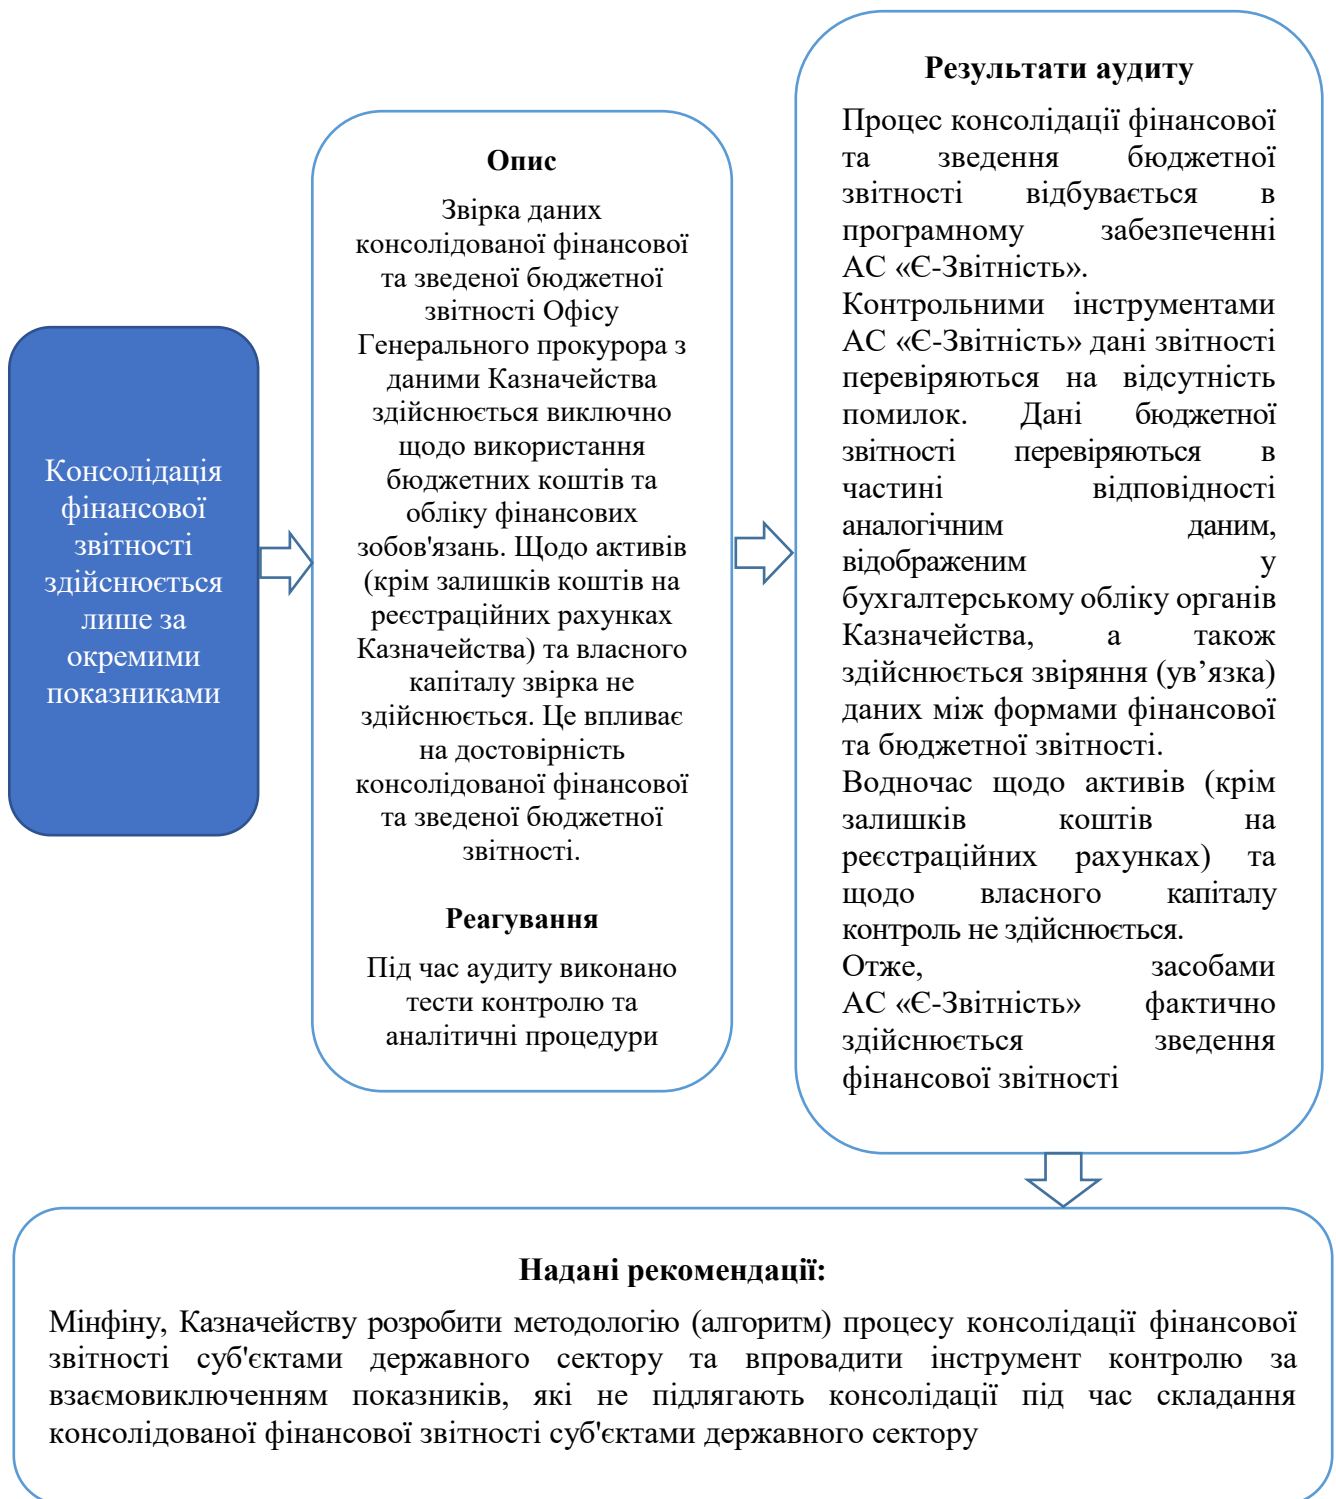 Консолідація
фінансової
звітності
здійснюється
лише за
окремими
показниками
Опис
Звірка даних
консолідованої фінансової
та зведеної бюджетної
звітності Офісу
Генерального прокурора з
даними Казначейства
здійснюється виключно
щодо використання
бюджетних коштів та
обліку фінансових
зобов'язань. Щодо активів
(крім залишків коштів на
реєстраційних рахунках
Казначейства) та власного
капіталу звірка не
здійснюється. Це впливає
на достовірність
консолідованої фінансової
та зведеної бюджетної
звітності.
Реагування
Під час аудиту виконано
тести контролю та
аналітичні процедури
Результати аудиту
Процес консолідації фінансової
та зведення бюджетної
звітності відбувається в
програмному забезпеченні
АС «Є-Звітність».
Контрольними інструментами
АС «Є-Звітність» дані звітності
перевіряються на відсутність
помилок. Дані бюджетної
звітності перевіряються в
частині відповідності
аналогічним даним,
відображеним у
бухгалтерському обліку органів
Казначейства, а також
здійснюється звіряння (ув’язка)
даних між формами фінансової
та бюджетної звітності.
Водночас щодо активів (крім
залишків коштів на
реєстраційних рахунках) та
щодо власного капіталу
контроль не здійснюється.
Отже, засобами
АС «Є-Звітність» фактично
здійснюється зведення
фінансової звітності
Надані рекомендації:
Мінфіну, Казначейству розробити методологію (алгоритм) процесу консолідації фінансової
звітності суб'єктами державного сектору та впровадити інструмент контролю за
взаємовиключенням показників, які не підлягають консолідації під час складання
консолідованої фінансової звітності суб'єктами державного сектору